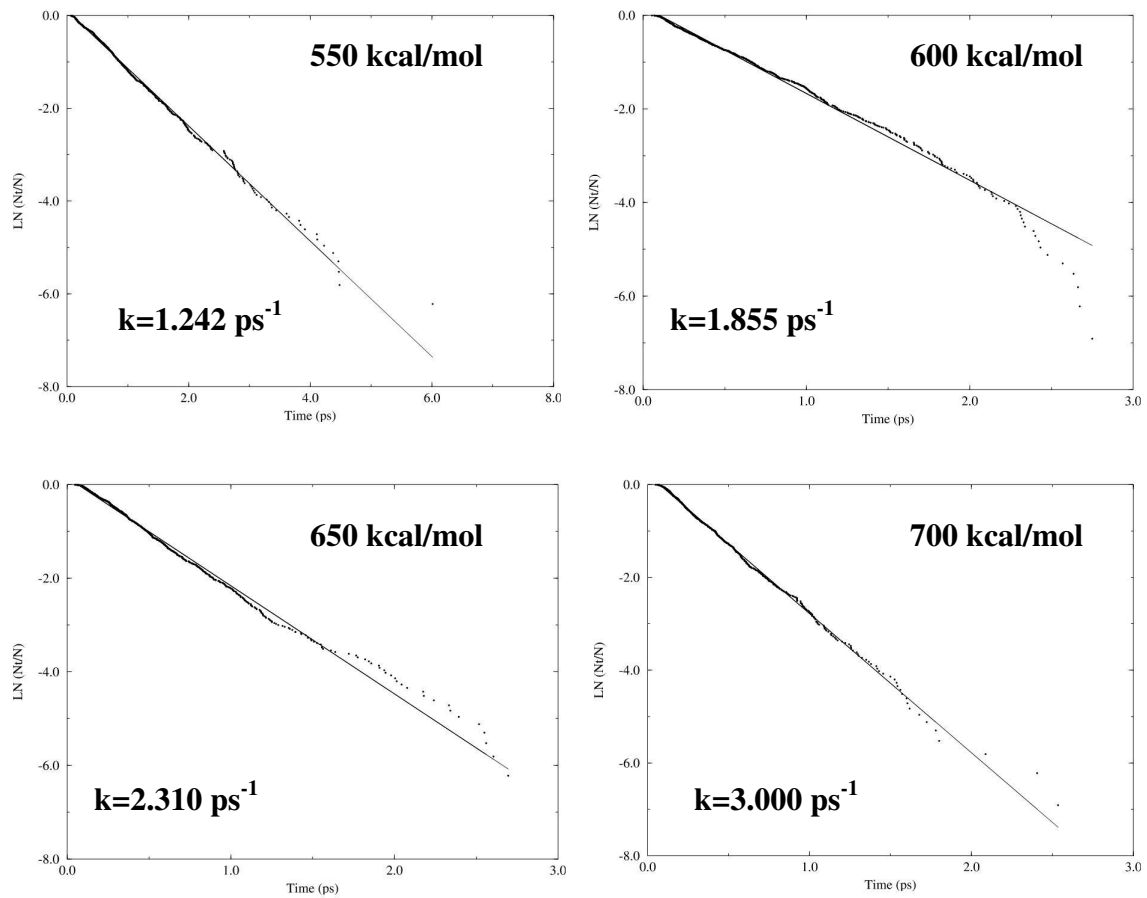 0.0
-2.0
-4.0
-6.0
-8.0
LN (Nt/N)
550 kcal/mol
k=1.242 ps-1
0.0 2.0 4.0 6.0 8.0
Time (ps)
0.0
-2.0
-4.0
-6.0
-8.0
LN (Nt/N)
600 kcal/mol
k=1.855 ps-1
0.0 1.0 2.0 3.0
Time (ps)
0.0
-2.0
-4.0
-6.0
-8.0
LN (Nt/N)
650 kcal/mol
k=2.310 ps-1
0.0 1.0 2.0 3.0
Time (ps)
0.0
-2.0
-4.0
-6.0
-8.0
LN (Nt/N)
700 kcal/mol
k=3.000 ps-1
0.0 1.0 2.0 3.0
Time (ps)